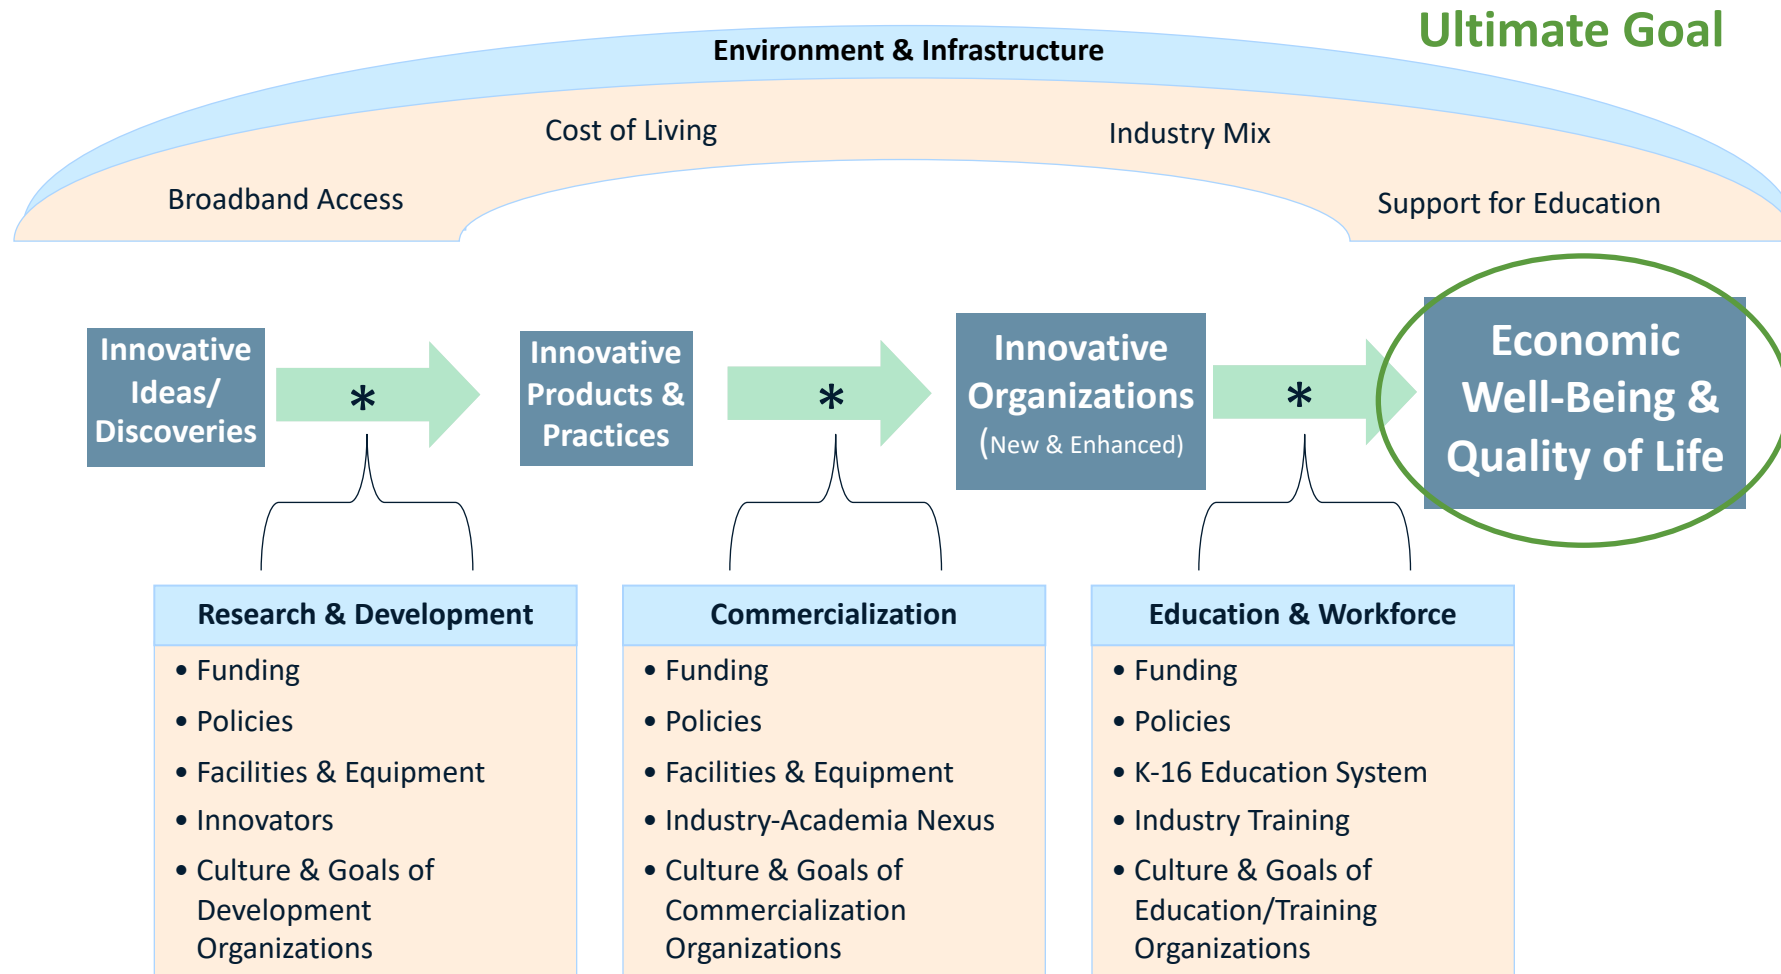 Ultimate Goal
Environment & Infrastructure
Cost of Living
Industry Mix
Broadband Access
Support for Education
Innovative
Ideas/
Discoveries
*
Innovative
Products &
Practices
*
Innovative
Organizations
(New & Enhanced)
*
Economic
Well-Being &
Quality of Life
Research & Development
• Funding
• Policies
• Facilities & Equipment
• Innovators
• Culture & Goals of
Development
Organizations
Commercialization
• Funding
• Policies
• Facilities & Equipment
• Industry-Academia Nexus
• Culture & Goals of
Commercialization
Organizations
Education & Workforce
• Funding
• Policies
• K-16 Education System
• Industry Training
• Culture & Goals of
Education/Training
Organizations